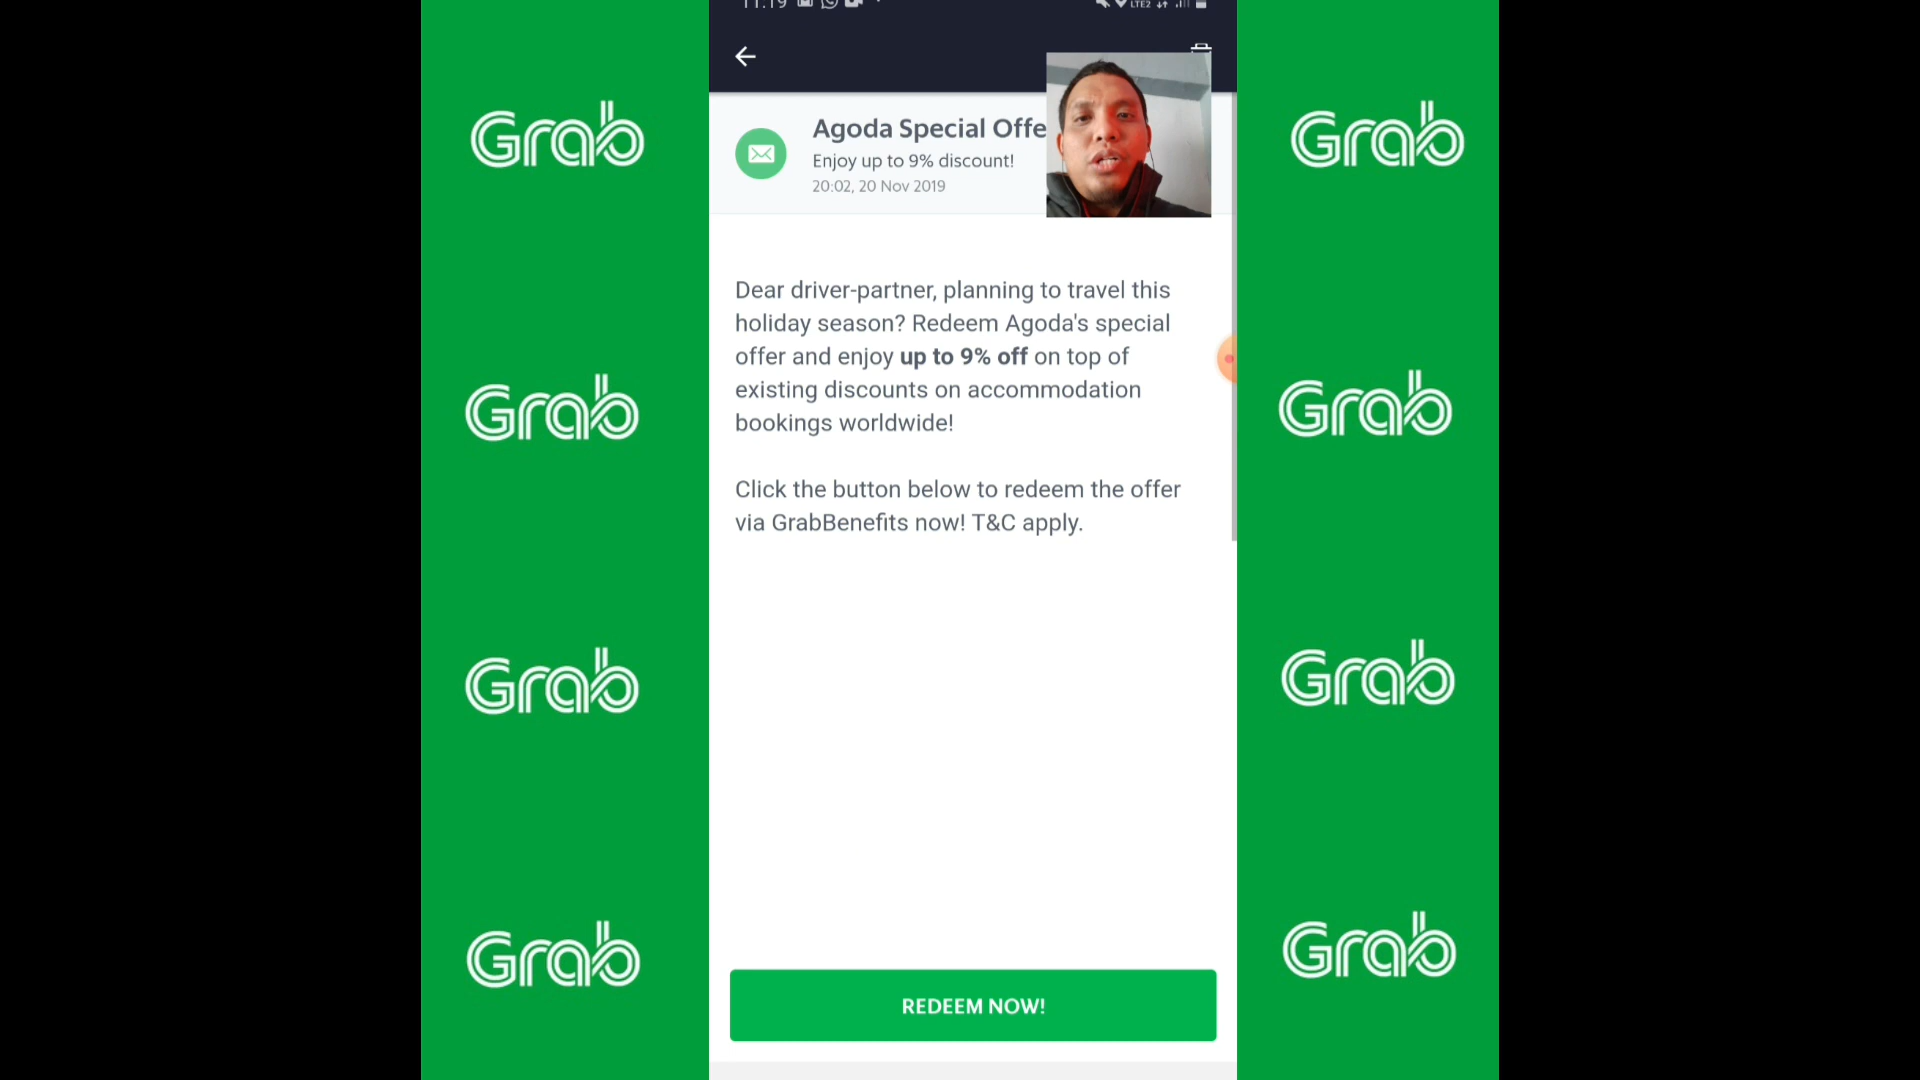 11:19
LTE2
Agoda Special Offe
Enjoy up to 9% discount!
20:02, 20 Nov 2019
Dear driver-partner, planning to travel this
holiday season? Redeem Agoda's special
offer and enjoy up to 9% off on top of
existing discounts on accommodation
bookings worldwide!
Click the button below to redeem the offer
via GrabBenefits now! T&C apply.
REDEEM NOW!
Grab
Grab
Grab
Grab
Grab
Grab
Grab
Grab